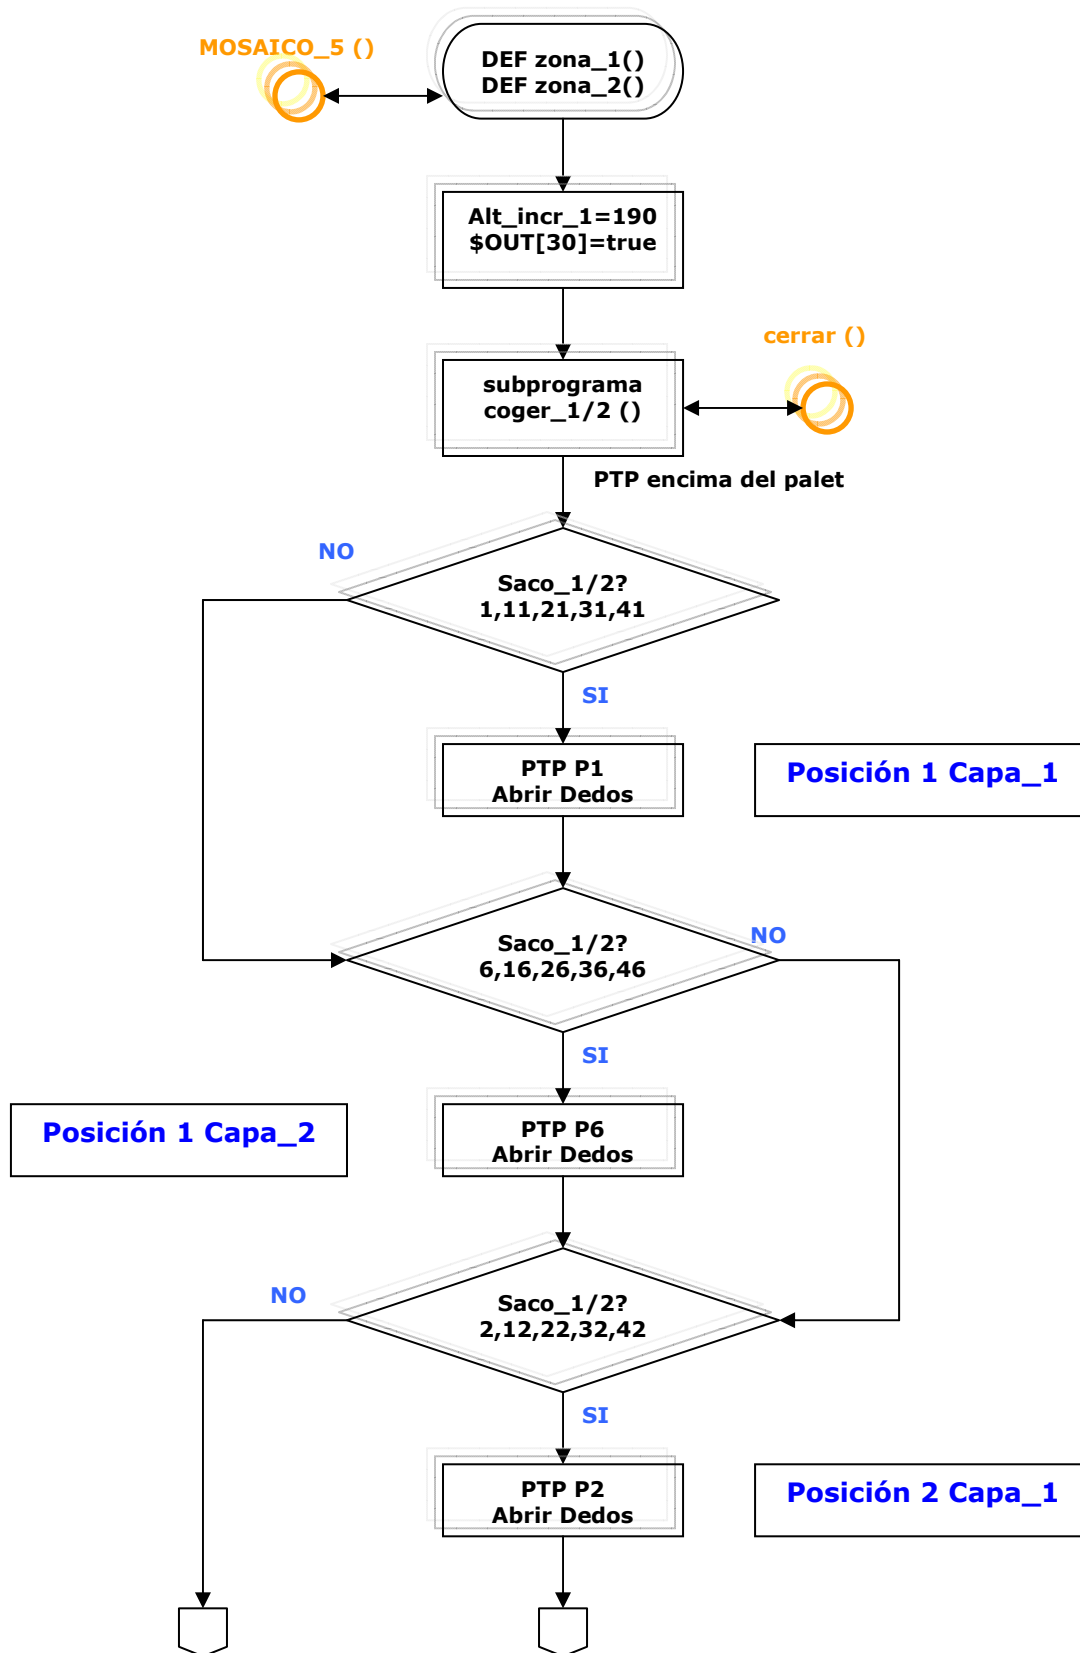 MOSAICO_5 ()
DEF zona_1()
DEF zona_2()
Alt_incr_1=190
$OUT[30]=true
cerrar ()
subprograma
coger_1/2 ()
PTP encima del palet
NO
Saco_1/2?
1,11,21,31,41
SI
PTP P1
Abrir Dedos
Posición 1 Capa_1
Saco_1/2?
6,16,26,36,46
NO
SI
Posición 1 Capa_2
PTP P6
Abrir Dedos
NO
Saco_1/2?
2,12,22,32,42
SI
PTP P2
Abrir Dedos
Posición 2 Capa_1